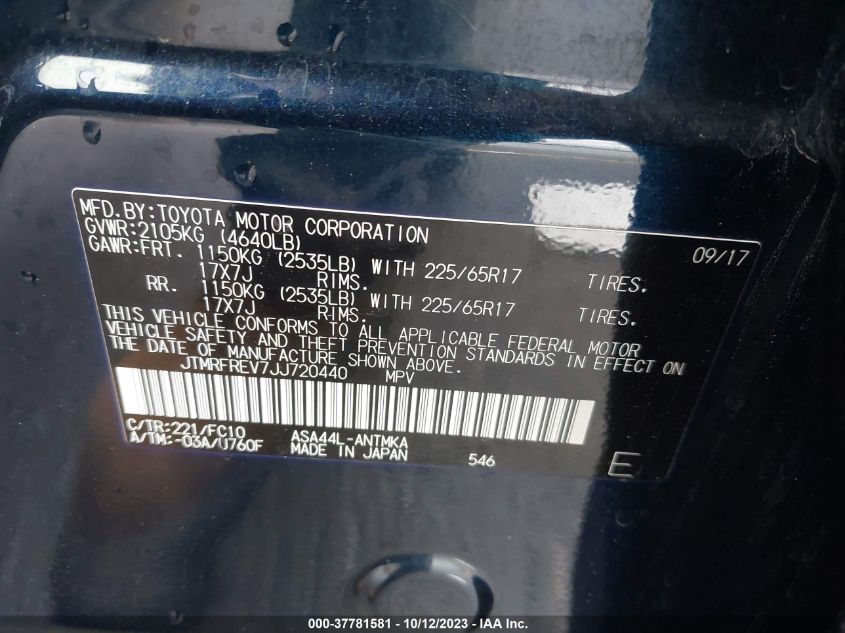 MFD.BY:TOYOTA MOTOR CORPORATION 09/17
GVWR:2105KG (4640LB)
GAWR:FRT. 1150KG (2535LB) WITH 225/65R17 TIRES.
17X7J RIMS.
RR. 1150KG (2535LB) WITH 225/65R17 TIRES.
17X7J RIMS.
THIS VEHICLE CONFORMS TO ALL APPLICABLE FEDERAL MOTOR
VEHICLE SAFETY AND THEFT PREVENTION STANDARDS IN EFFECT ON
THE DATE OF MANUFACTURE SHOWN ABOVE.
JTMRFREV7JJ720440 MPV
C/TR:221/FC10 ASA44L-ANTMKA
A/TM:-03A/U760F MADE IN JAPAN 546 E
000-37781581 - 10/12/2023 - IAA Inc.